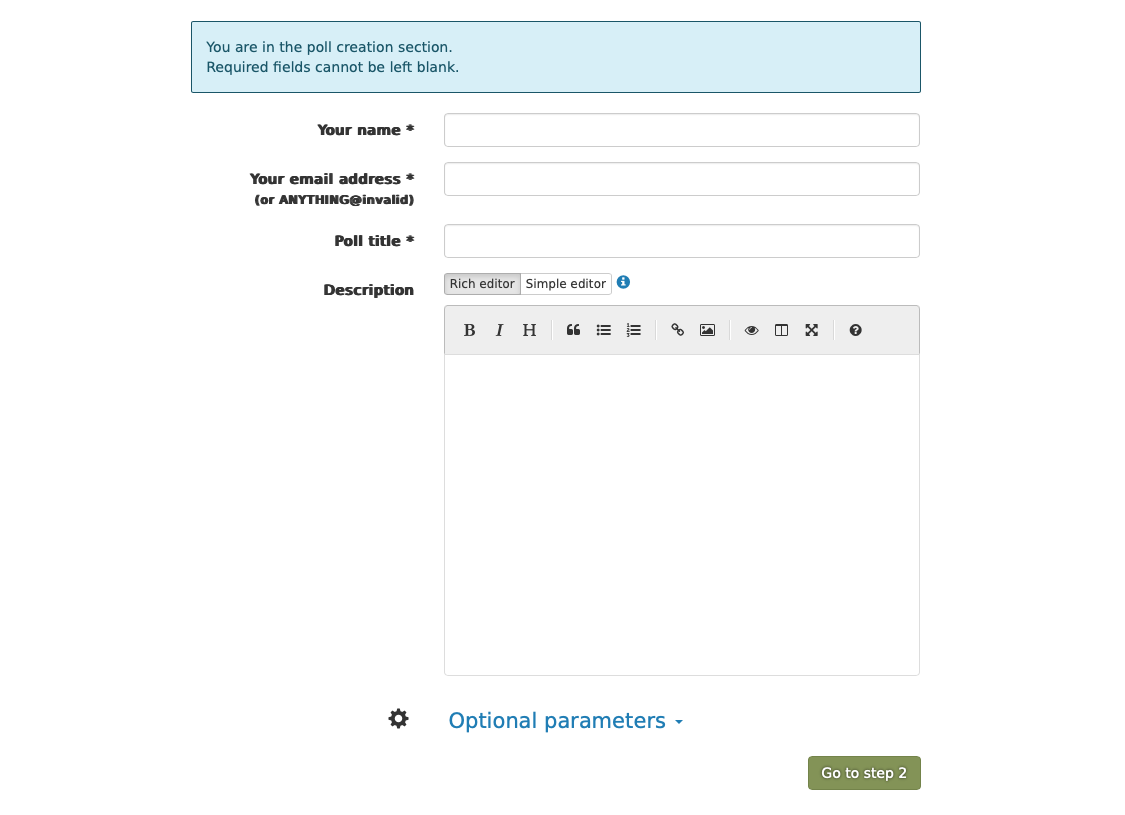 You are in the poll creation section.
Required fields cannot be left blank.
Your name *
Your email address *
(or ANYTHING@invalid)
Poll title *
Description
Rich editor Simple editor
B I H
Optional parameters
Go to step 2